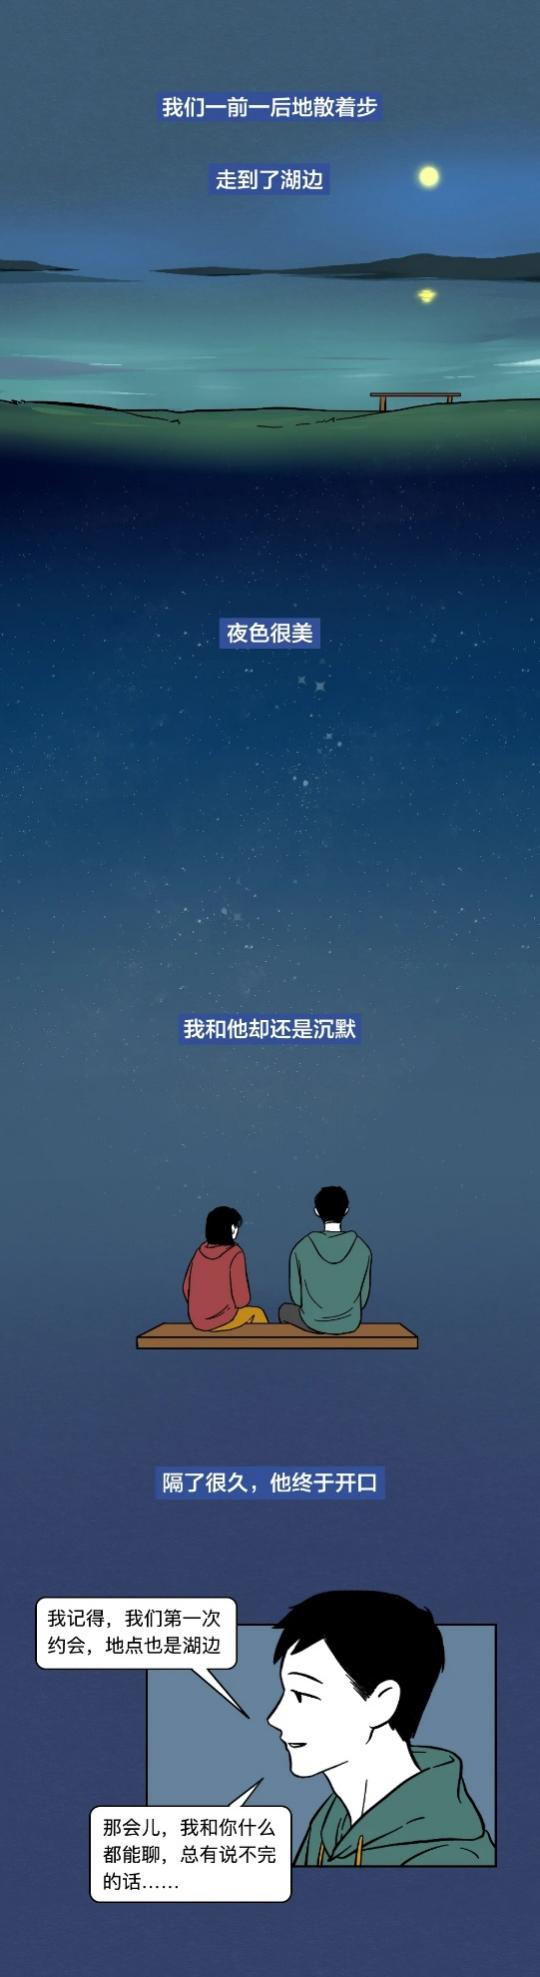 我们一前一后地散着步
走到了湖边
夜色很美
我和他却还是沉默
隔了很久，他终于开口
我记得，我们第一次
约会，地点也是湖边
那会儿，我和你什么
都能聊，总有说不完
的话……